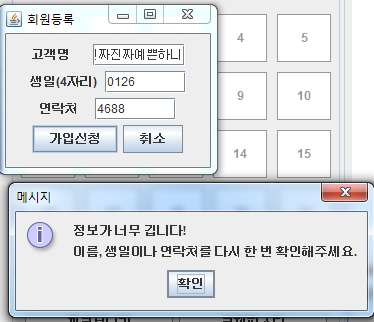 회원등록
고객명
!짜진짜예쁜하니
생일(4자리)
0126
연락처
4688
가입신청
취소
4
5
9
10
14
15
메시지
정보가 너무 깁니다!
이름, 생일이나 연락처를 다시 한 번 확인해주세요.
확인